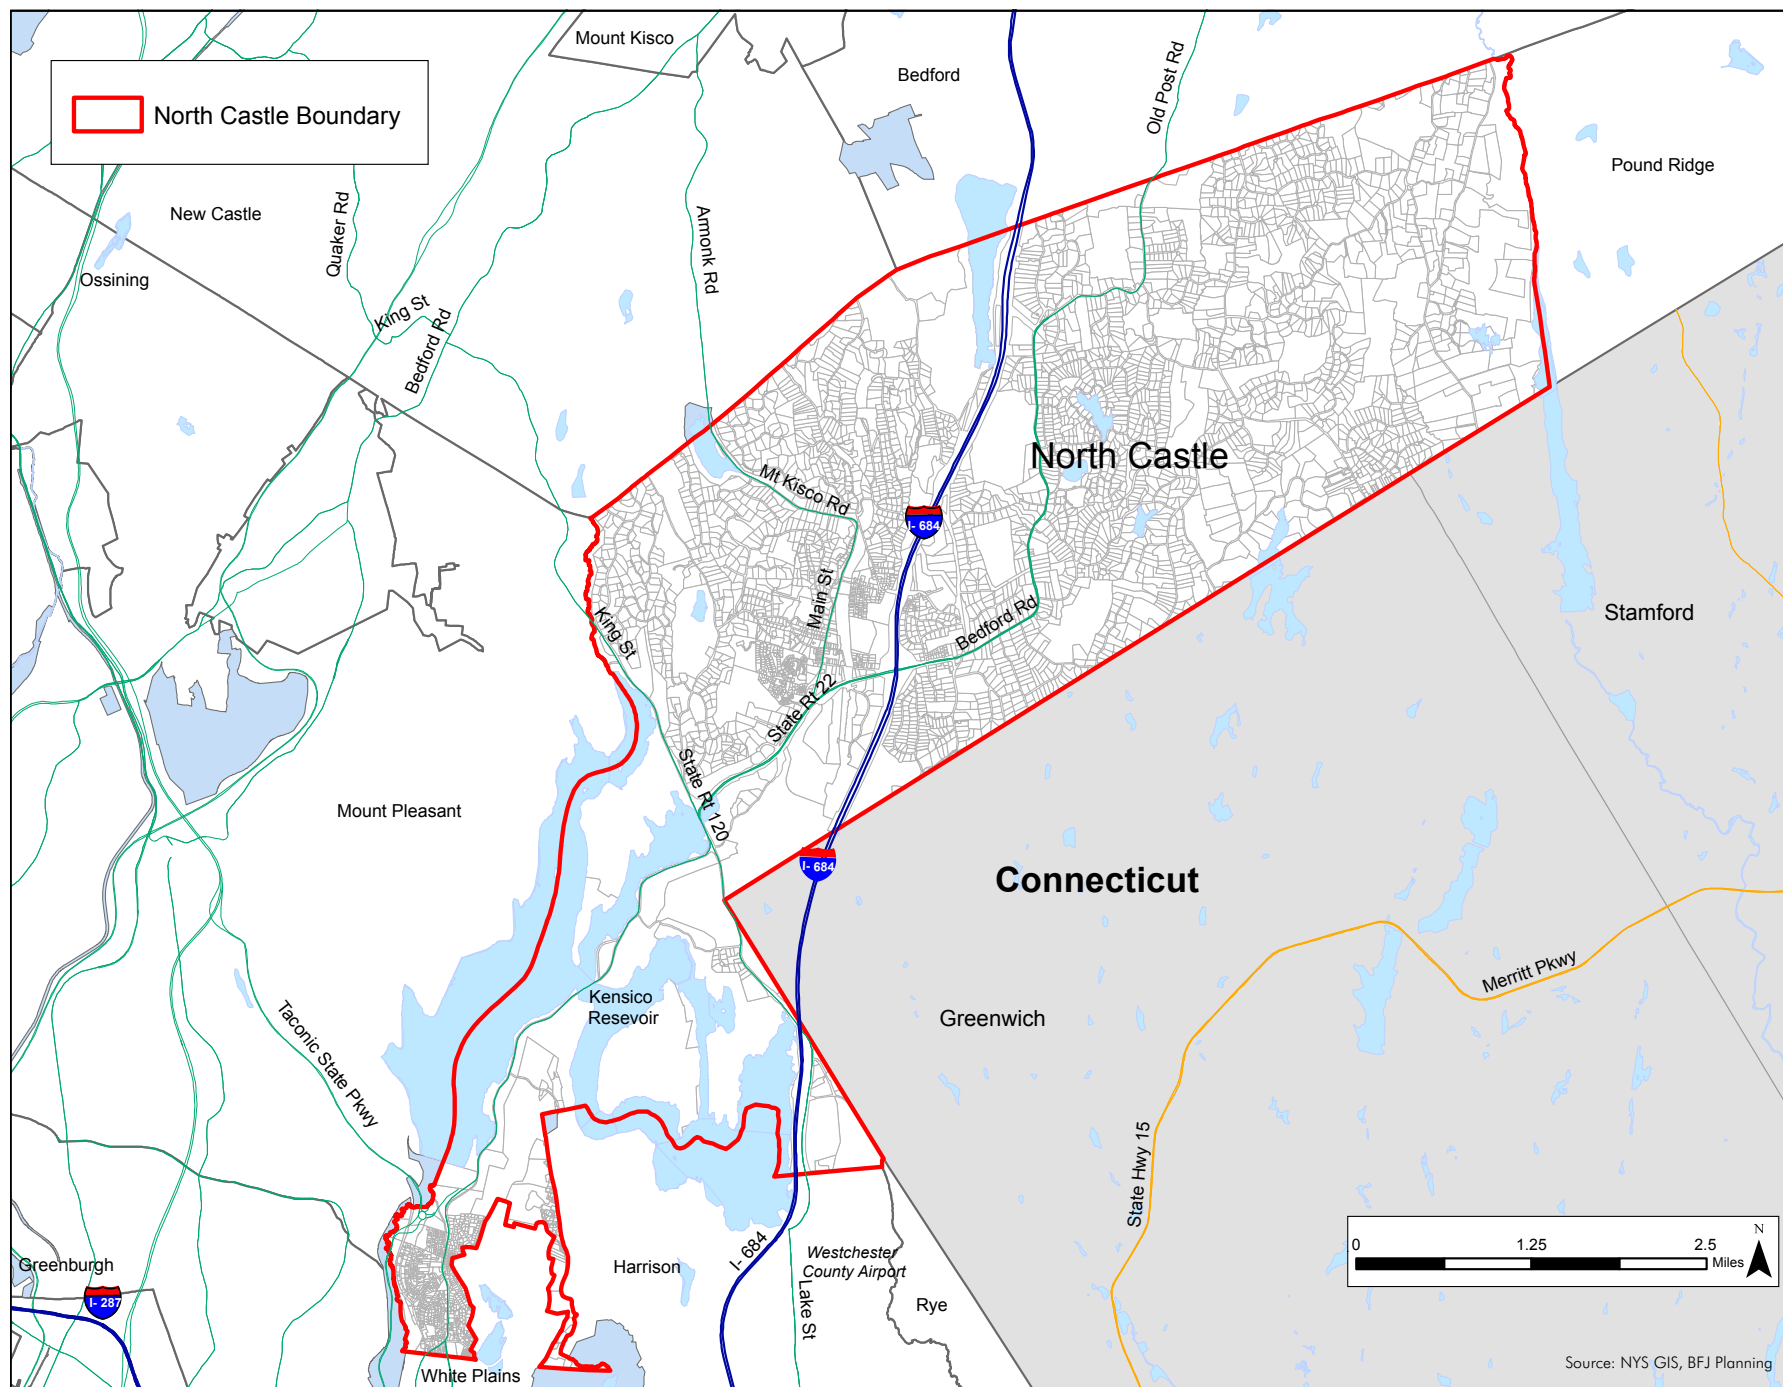 North Castle Boundary
Mount Kisco
Bedford
Old Post Rd
Pound Ridge
New Castle
Quaker Rd
Armonk Rd
Ossining
King St
Bedford Rd
North Castle
Mt Kisco Rd
I- 684
Main St
Bedford Rd
King St
Stamford
State Rt 22
State Rt 120
Mount Pleasant
I- 684
Connecticut
Merritt Pkwy
Kensico
Resevoir
Greenwich
Taconic State Pkwy
State Hwy 15
Greenburgh
I- 287
Harrison
I- 684
Westchester
County Airport
Lake St
Rye
White Plains
0 1.25 2.5
Miles
N
Source: NYS GIS, BFJ Planning